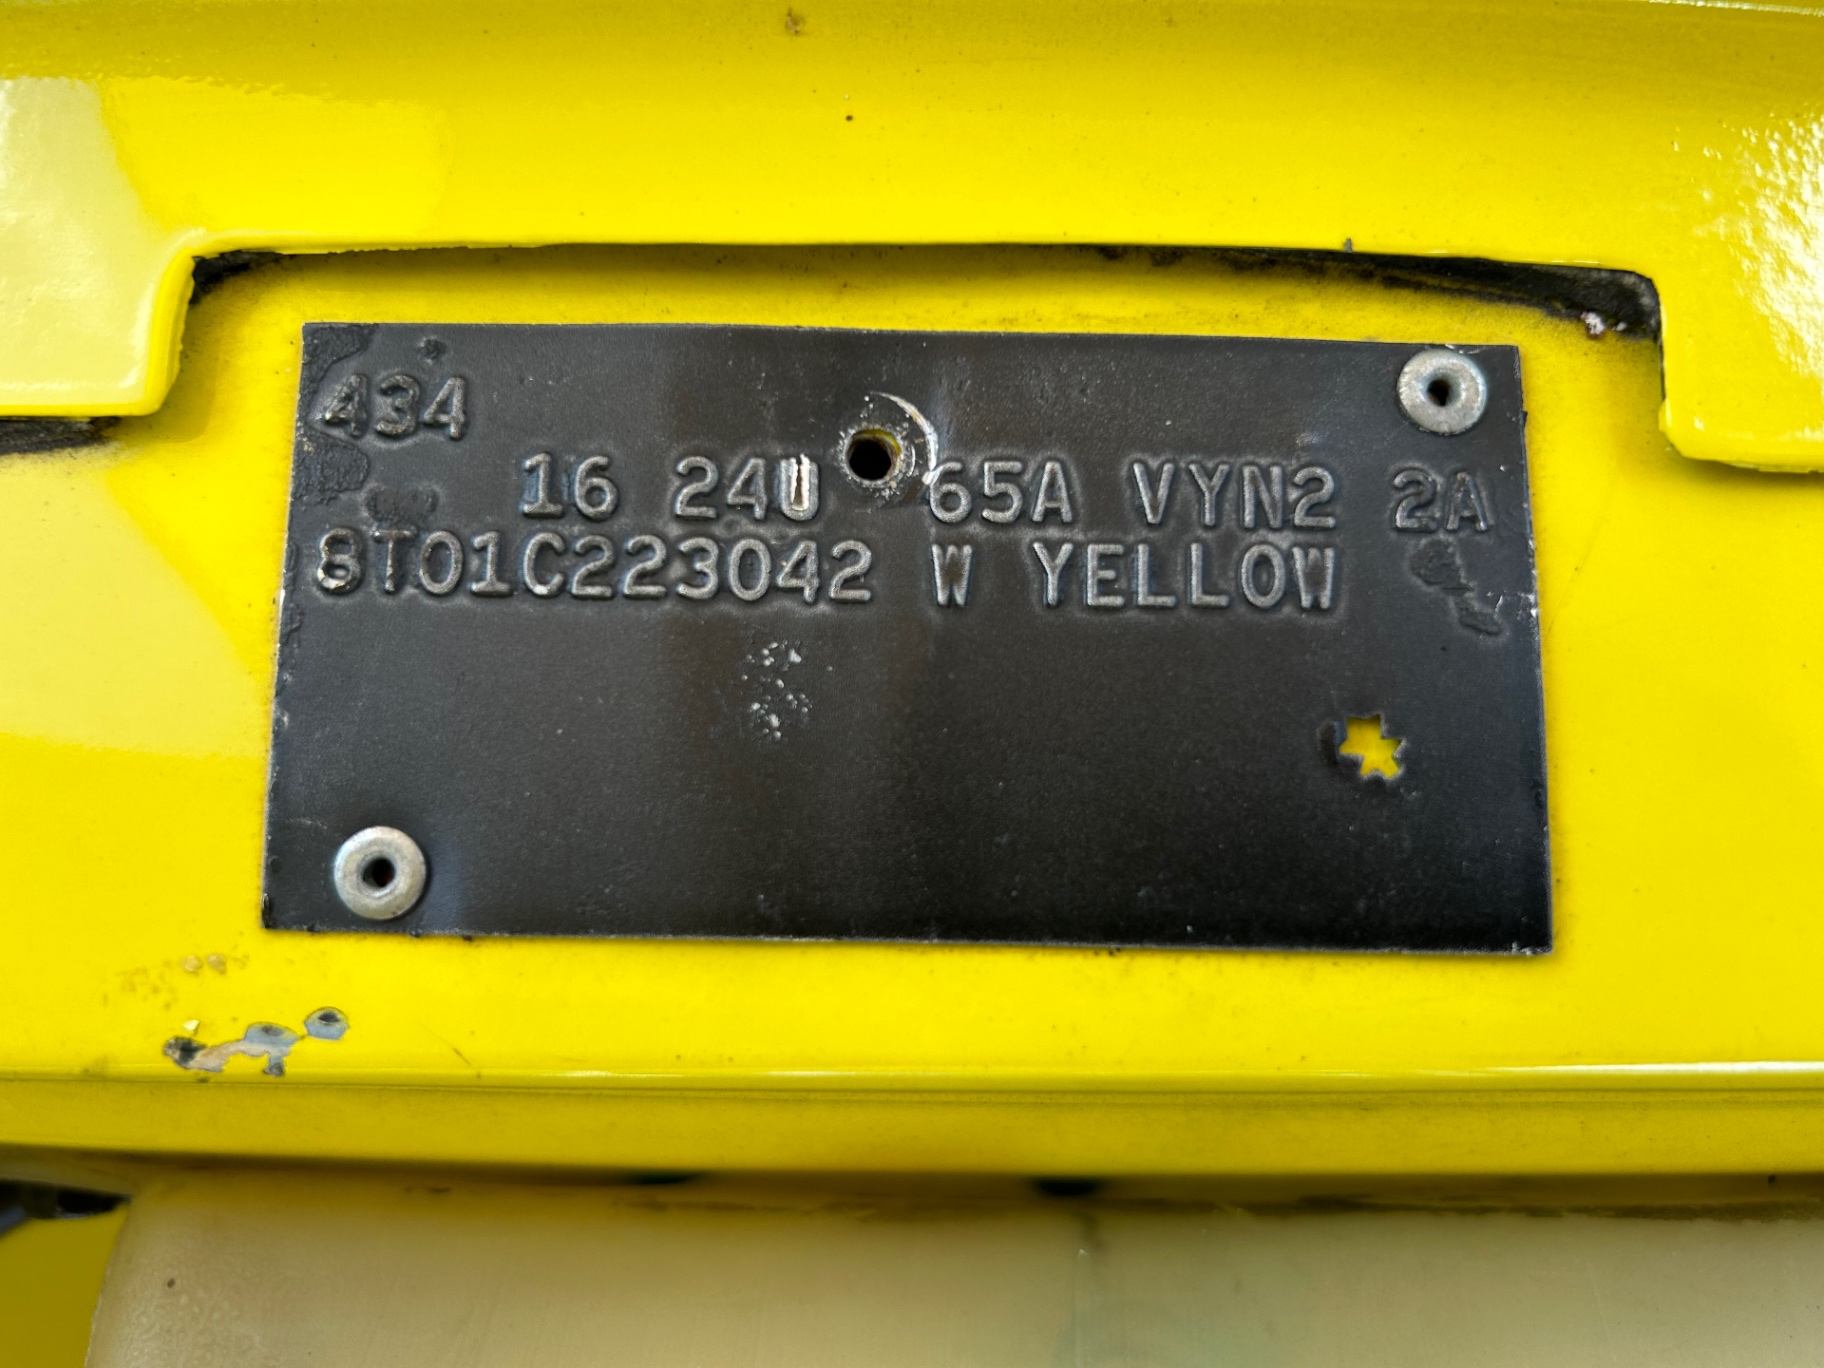 434
16 24U 65A VYN2 2A
8T01C223042 W YELLOW